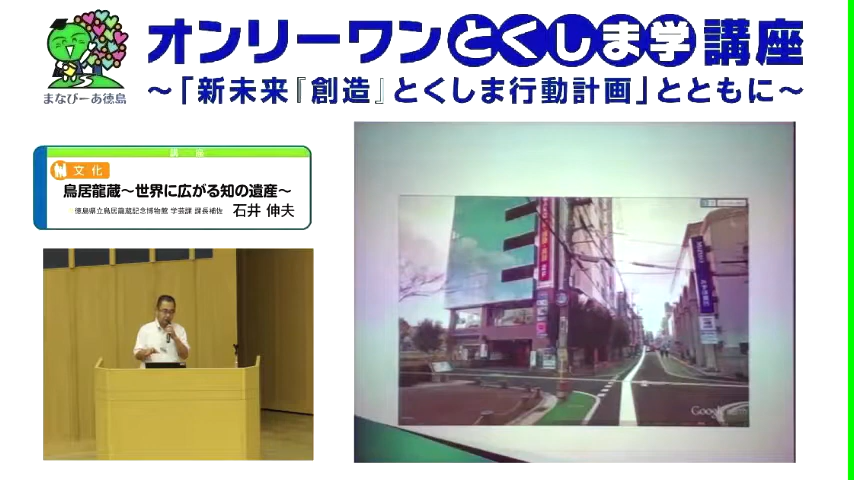 オンリーワンとくしま学講座
～「新未来『創造』とくしま行動計画」とともに～
まなびーあ徳島
講座
文化
鳥居龍蔵～世界に広がる知の遺産～
徳島県立鳥居龍蔵記念博物館 学芸課 課長補佐 石井 伸夫
Google earth